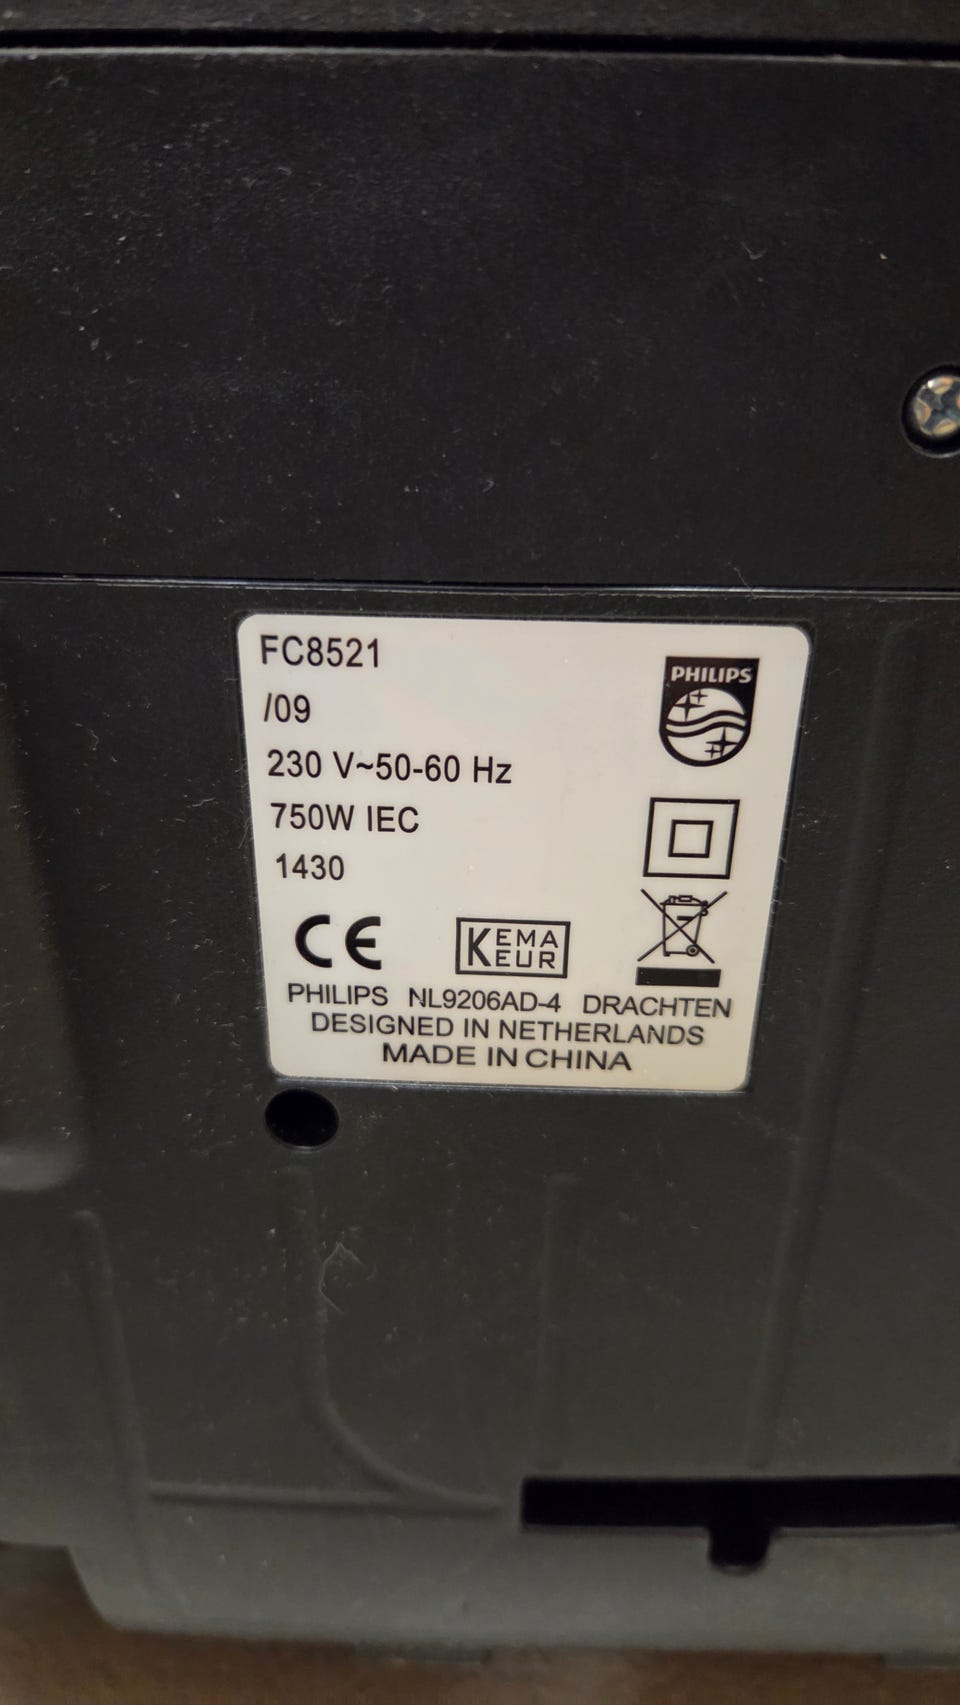 FC8521
/09
230 V~50-60 Hz
750W IEC
1430
PHILIPS
CE
KEMA
EUR
PHILIPS NL9206AD-4 DRACHTEN
DESIGNED IN NETHERLANDS
MADE IN CHINA